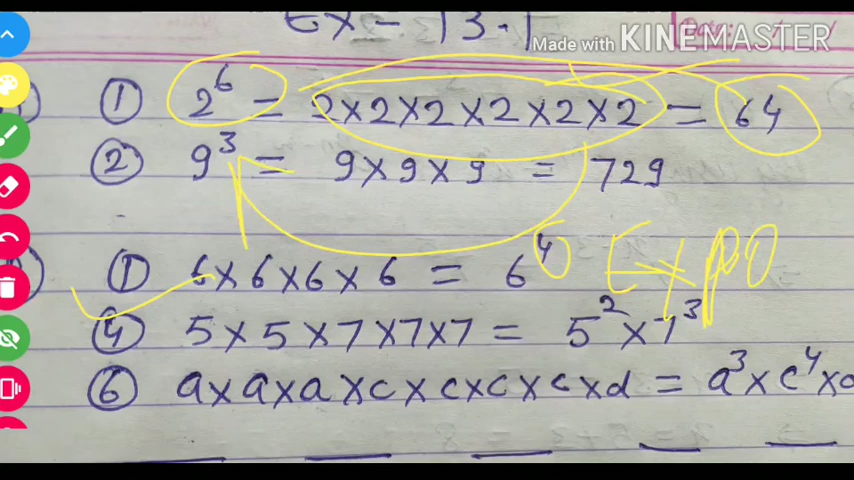 Ex - 13.1
Made with KINEMASTER
① 2⁶ = 2×2×2×2×2×2 = 64
② 9³ = 9×9×9 = 729
① 6×6×6×6 = 6⁴
Expo
④ 5×5×7×7×7 = 5²×7³
⑥ a×a×a×c×c×c×c×d = a³×c⁴×d